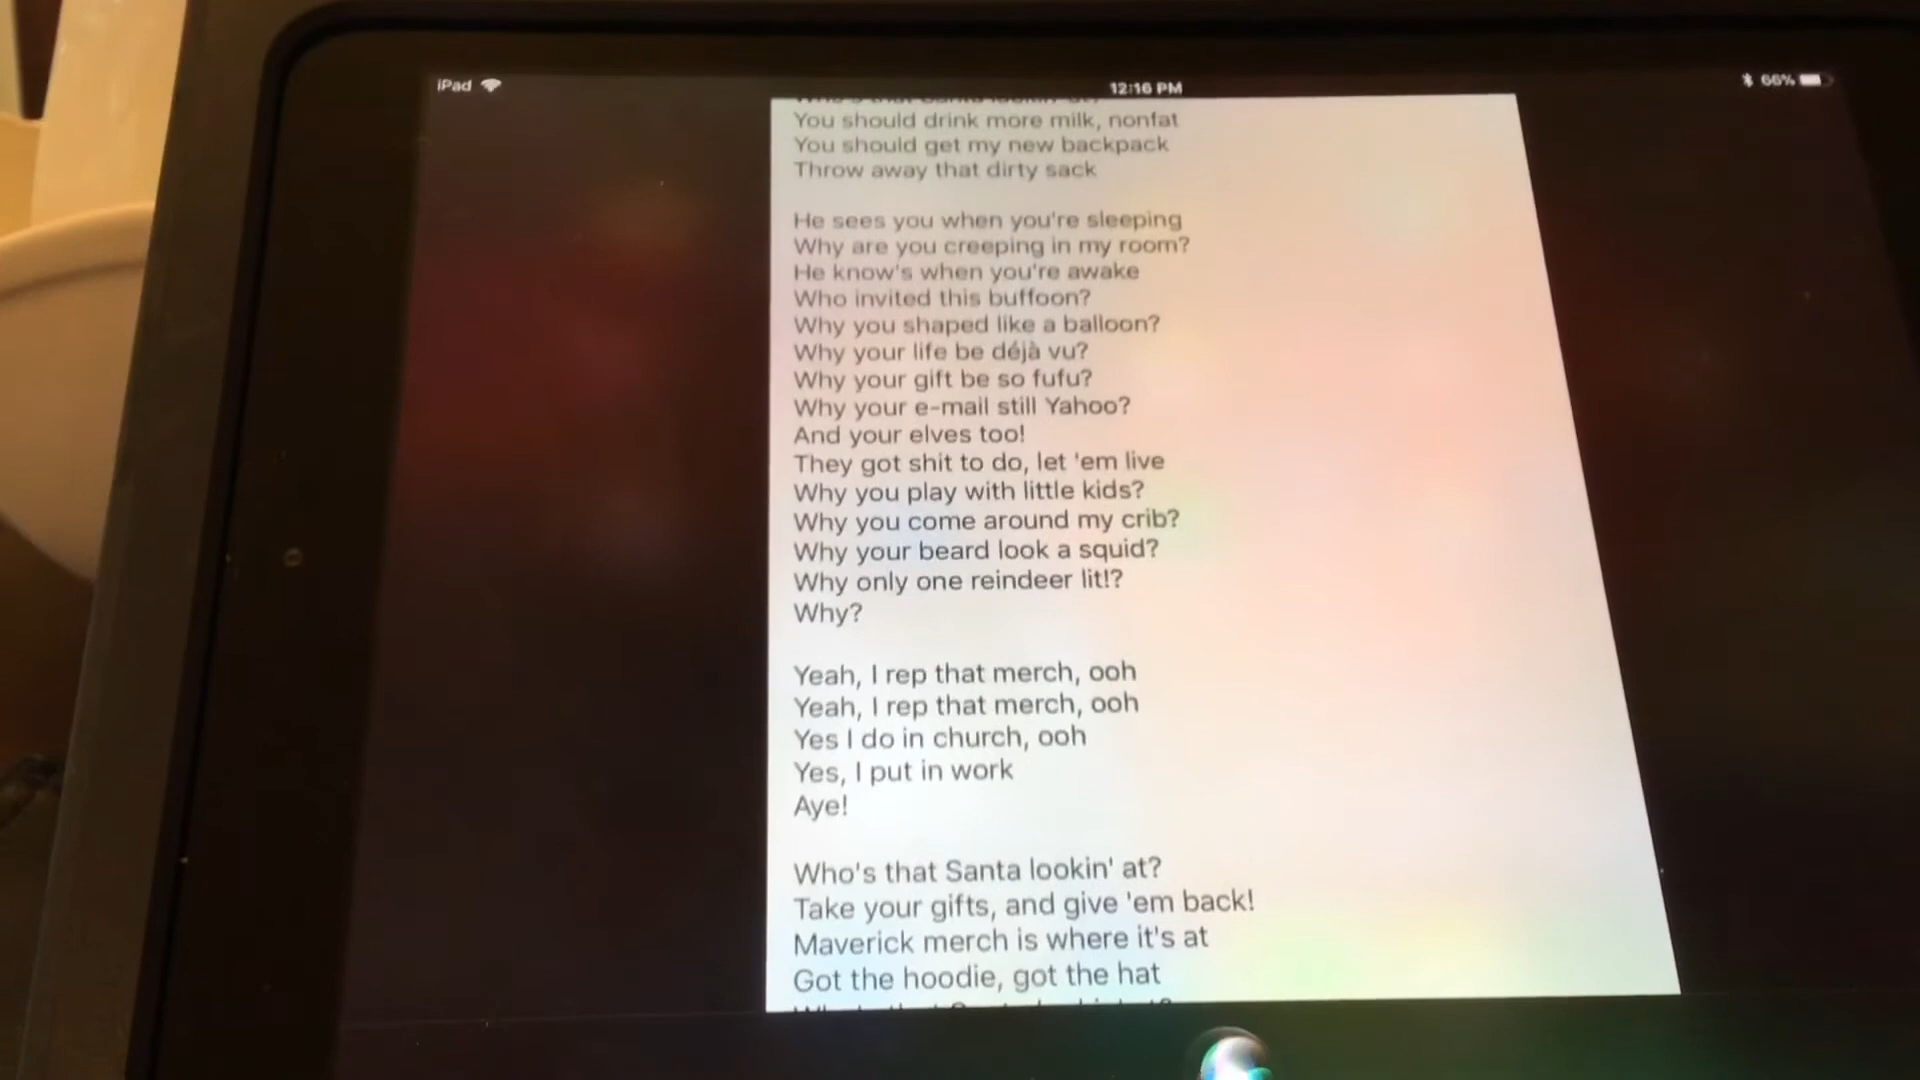 iPad
12:16 PM
66%
You should drink more milk, nonfat
You should get my new backpack
Throw away that dirty sack
He sees you when you're sleeping
Why are you creeping in my room?
He know's when you're awake
Who invited this buffoon?
Why you shaped like a balloon?
Why your life be déjà vu?
Why your gift be so fufu?
Why your e-mail still Yahoo?
And your elves too!
They got shit to do, let 'em live
Why you play with little kids?
Why you come around my crib?
Why your beard look a squid?
Why only one reindeer lit!?
Why?
Yeah, I rep that merch, ooh
Yeah, I rep that merch, ooh
Yes I do in church, ooh
Yes, I put in work
Aye!
Who's that Santa lookin' at?
Take your gifts, and give 'em back!
Maverick merch is where it's at
Got the hoodie, got the hat